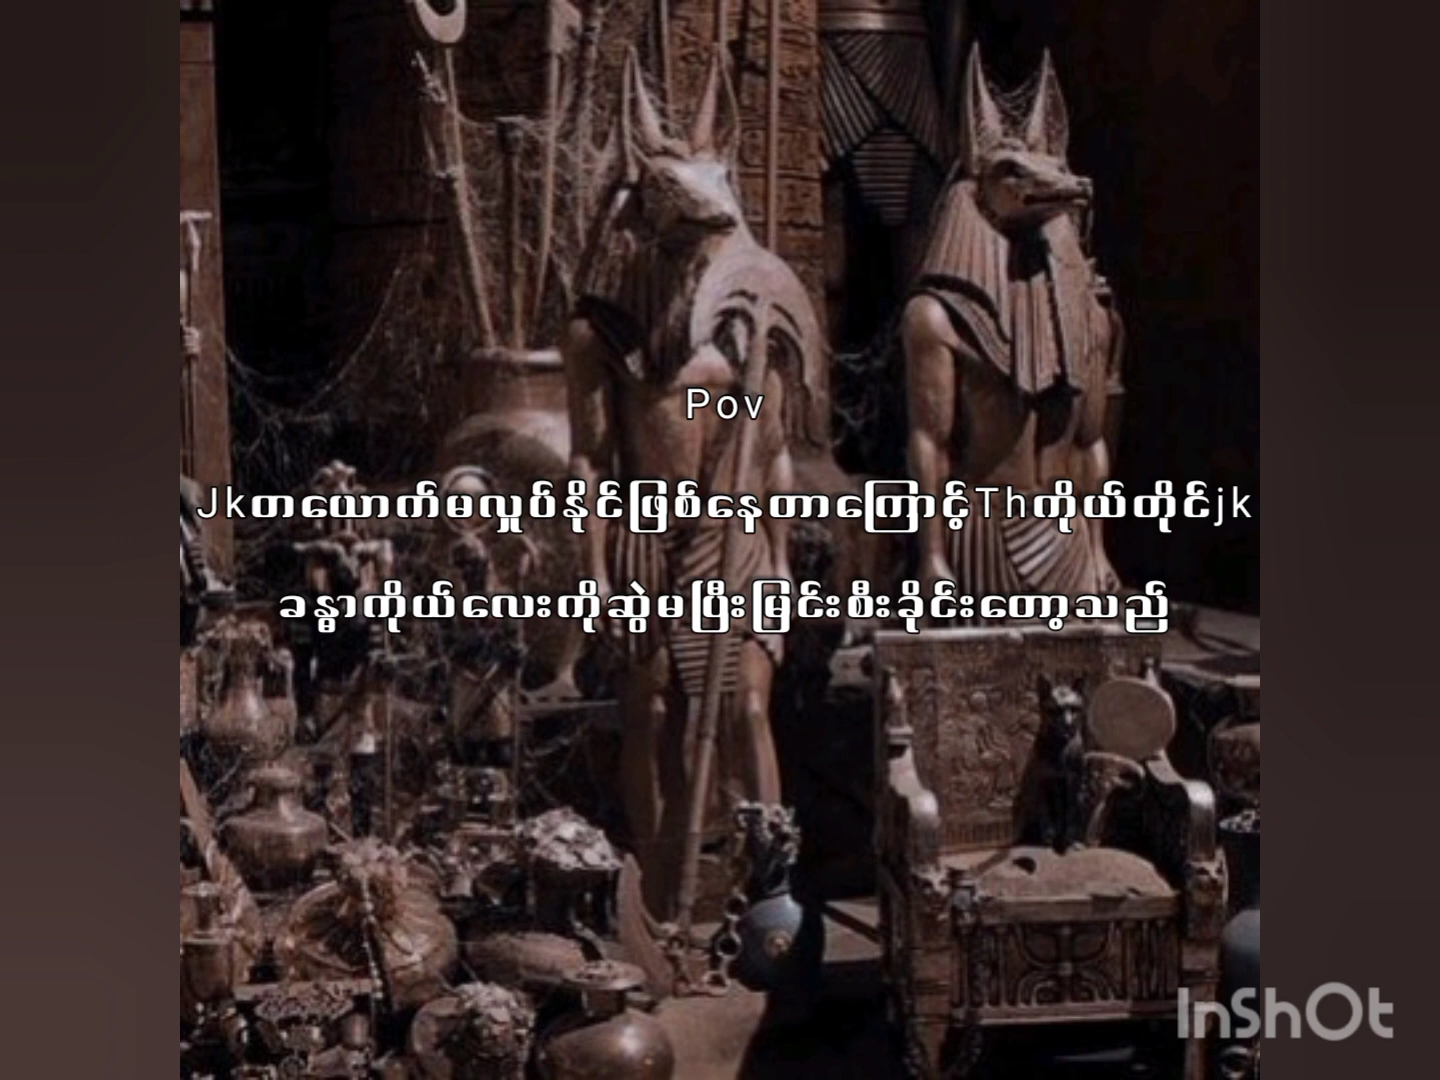 Pov
Jkတယောက်မလှုပ်နိုင်ဖြစ်နေတာကြောင့်Thကိုယ်တိုင်jk
ခန္ဓာကိုယ်လေးကိုဆွဲမပြီးမြင်းစီးခိုင်းတော့သည်
InShOt